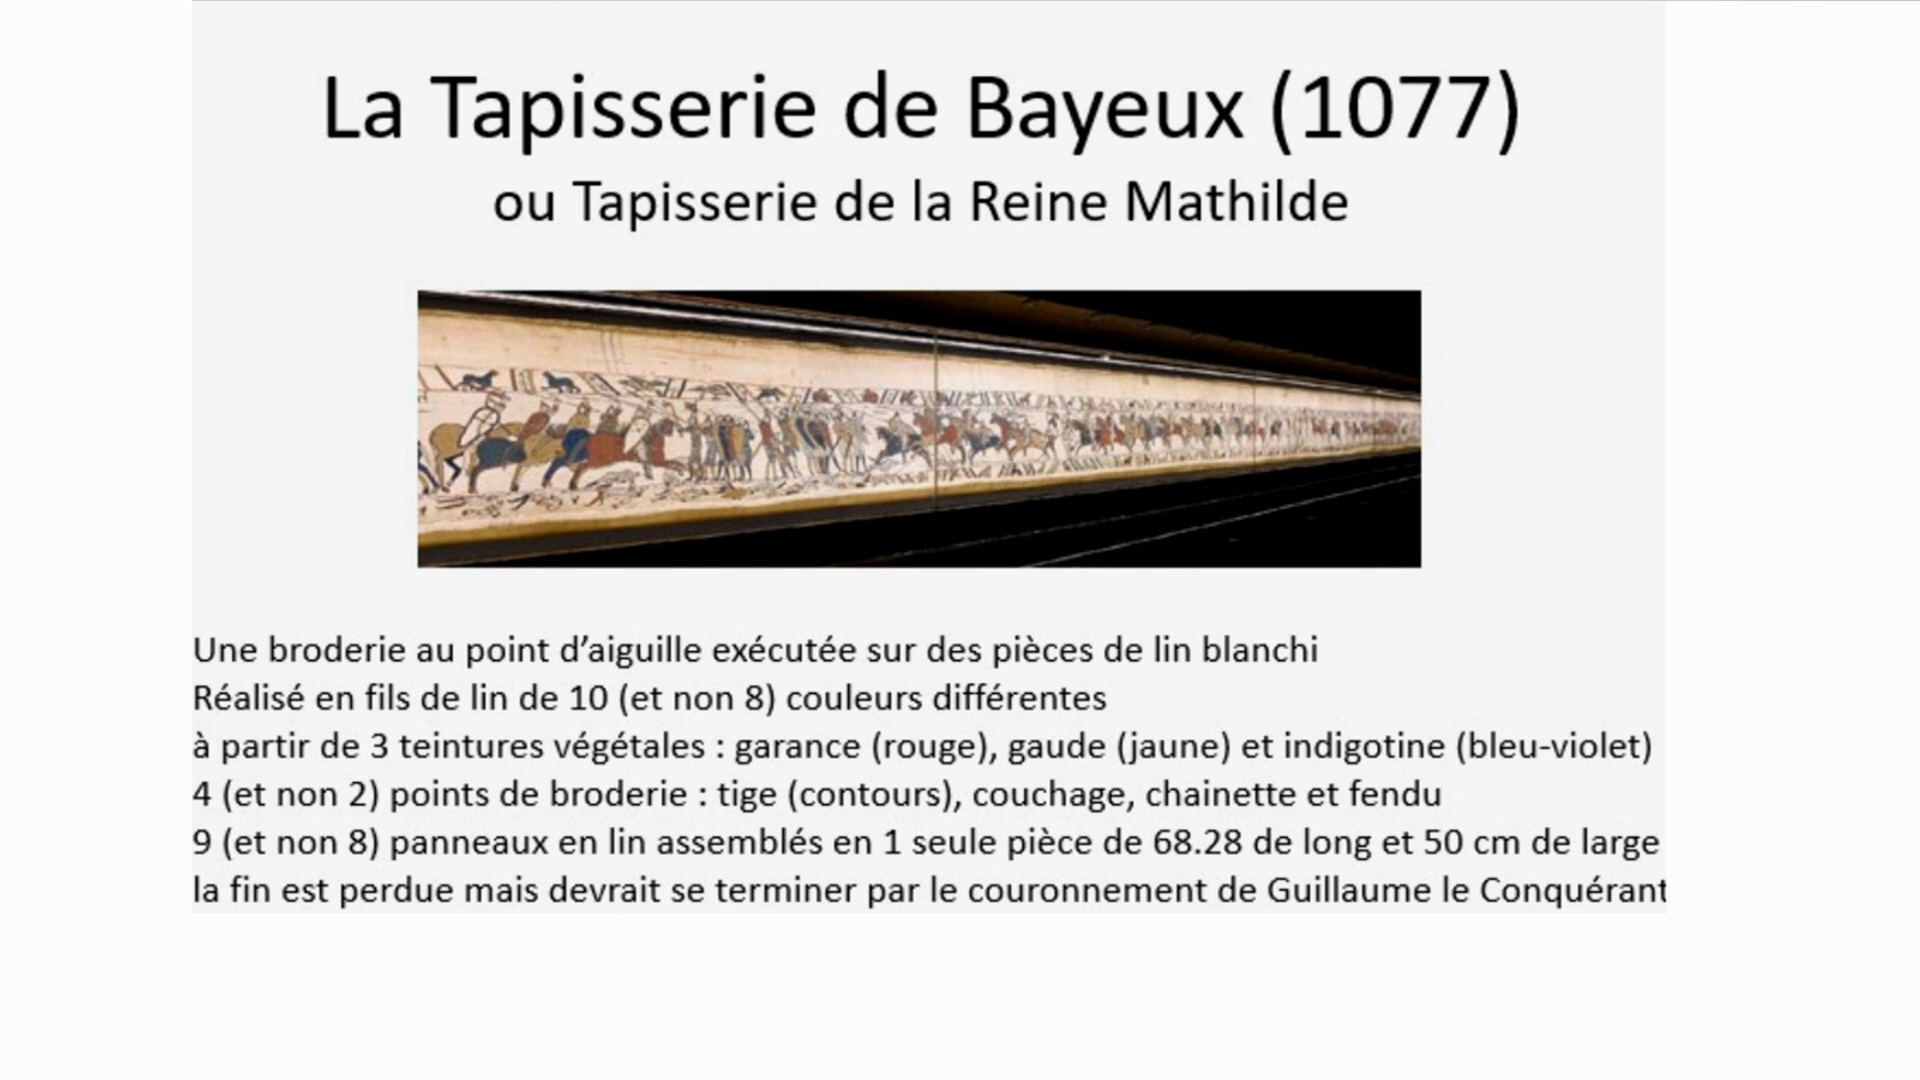 La Tapisserie de Bayeux (1077)
ou Tapisserie de la Reine Mathilde
Une broderie au point d’aiguille exécutée sur des pièces de lin blanchi
Réalisé en fils de lin de 10 (et non 8) couleurs différentes
à partir de 3 teintures végétales : garance (rouge), gaude (jaune) et indigotine (bleu-violet)
4 (et non 2) points de broderie : tige (contours), couchage, chainette et fendu
9 (et non 8) panneaux en lin assemblés en 1 seule pièce de 68.28 de long et 50 cm de large
la fin est perdue mais devrait se terminer par le couronnement de Guillaume le Conquérant